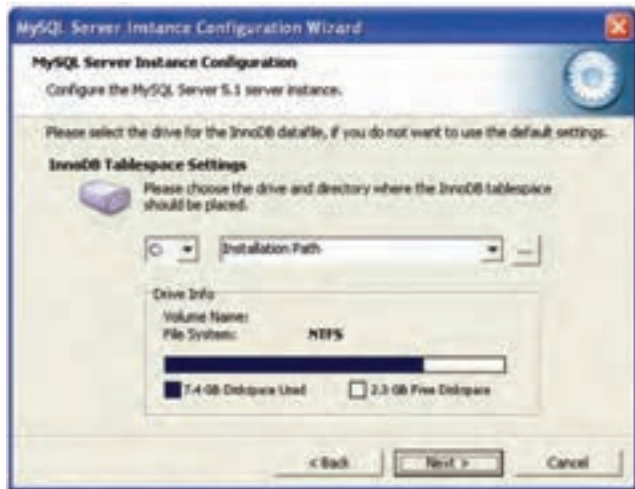 MySQL Server Instance Configuration Wizard
MySQL Server Instance Configuration
Configure the MySQL Server 5.1 server instance.
Please select the drive for the InnoDB datafile, if you do not want to use the default settings.
InnoDB Tablespace Settings
Please choose the drive and directory where the InnoDB tablespace
should be placed.
C: Installation Path ...
Drive Info
Volume Name:
File System: NTFS
7.4 GB Diskspace Used 2.3 GB Free Diskspace
< Back Next > Cancel